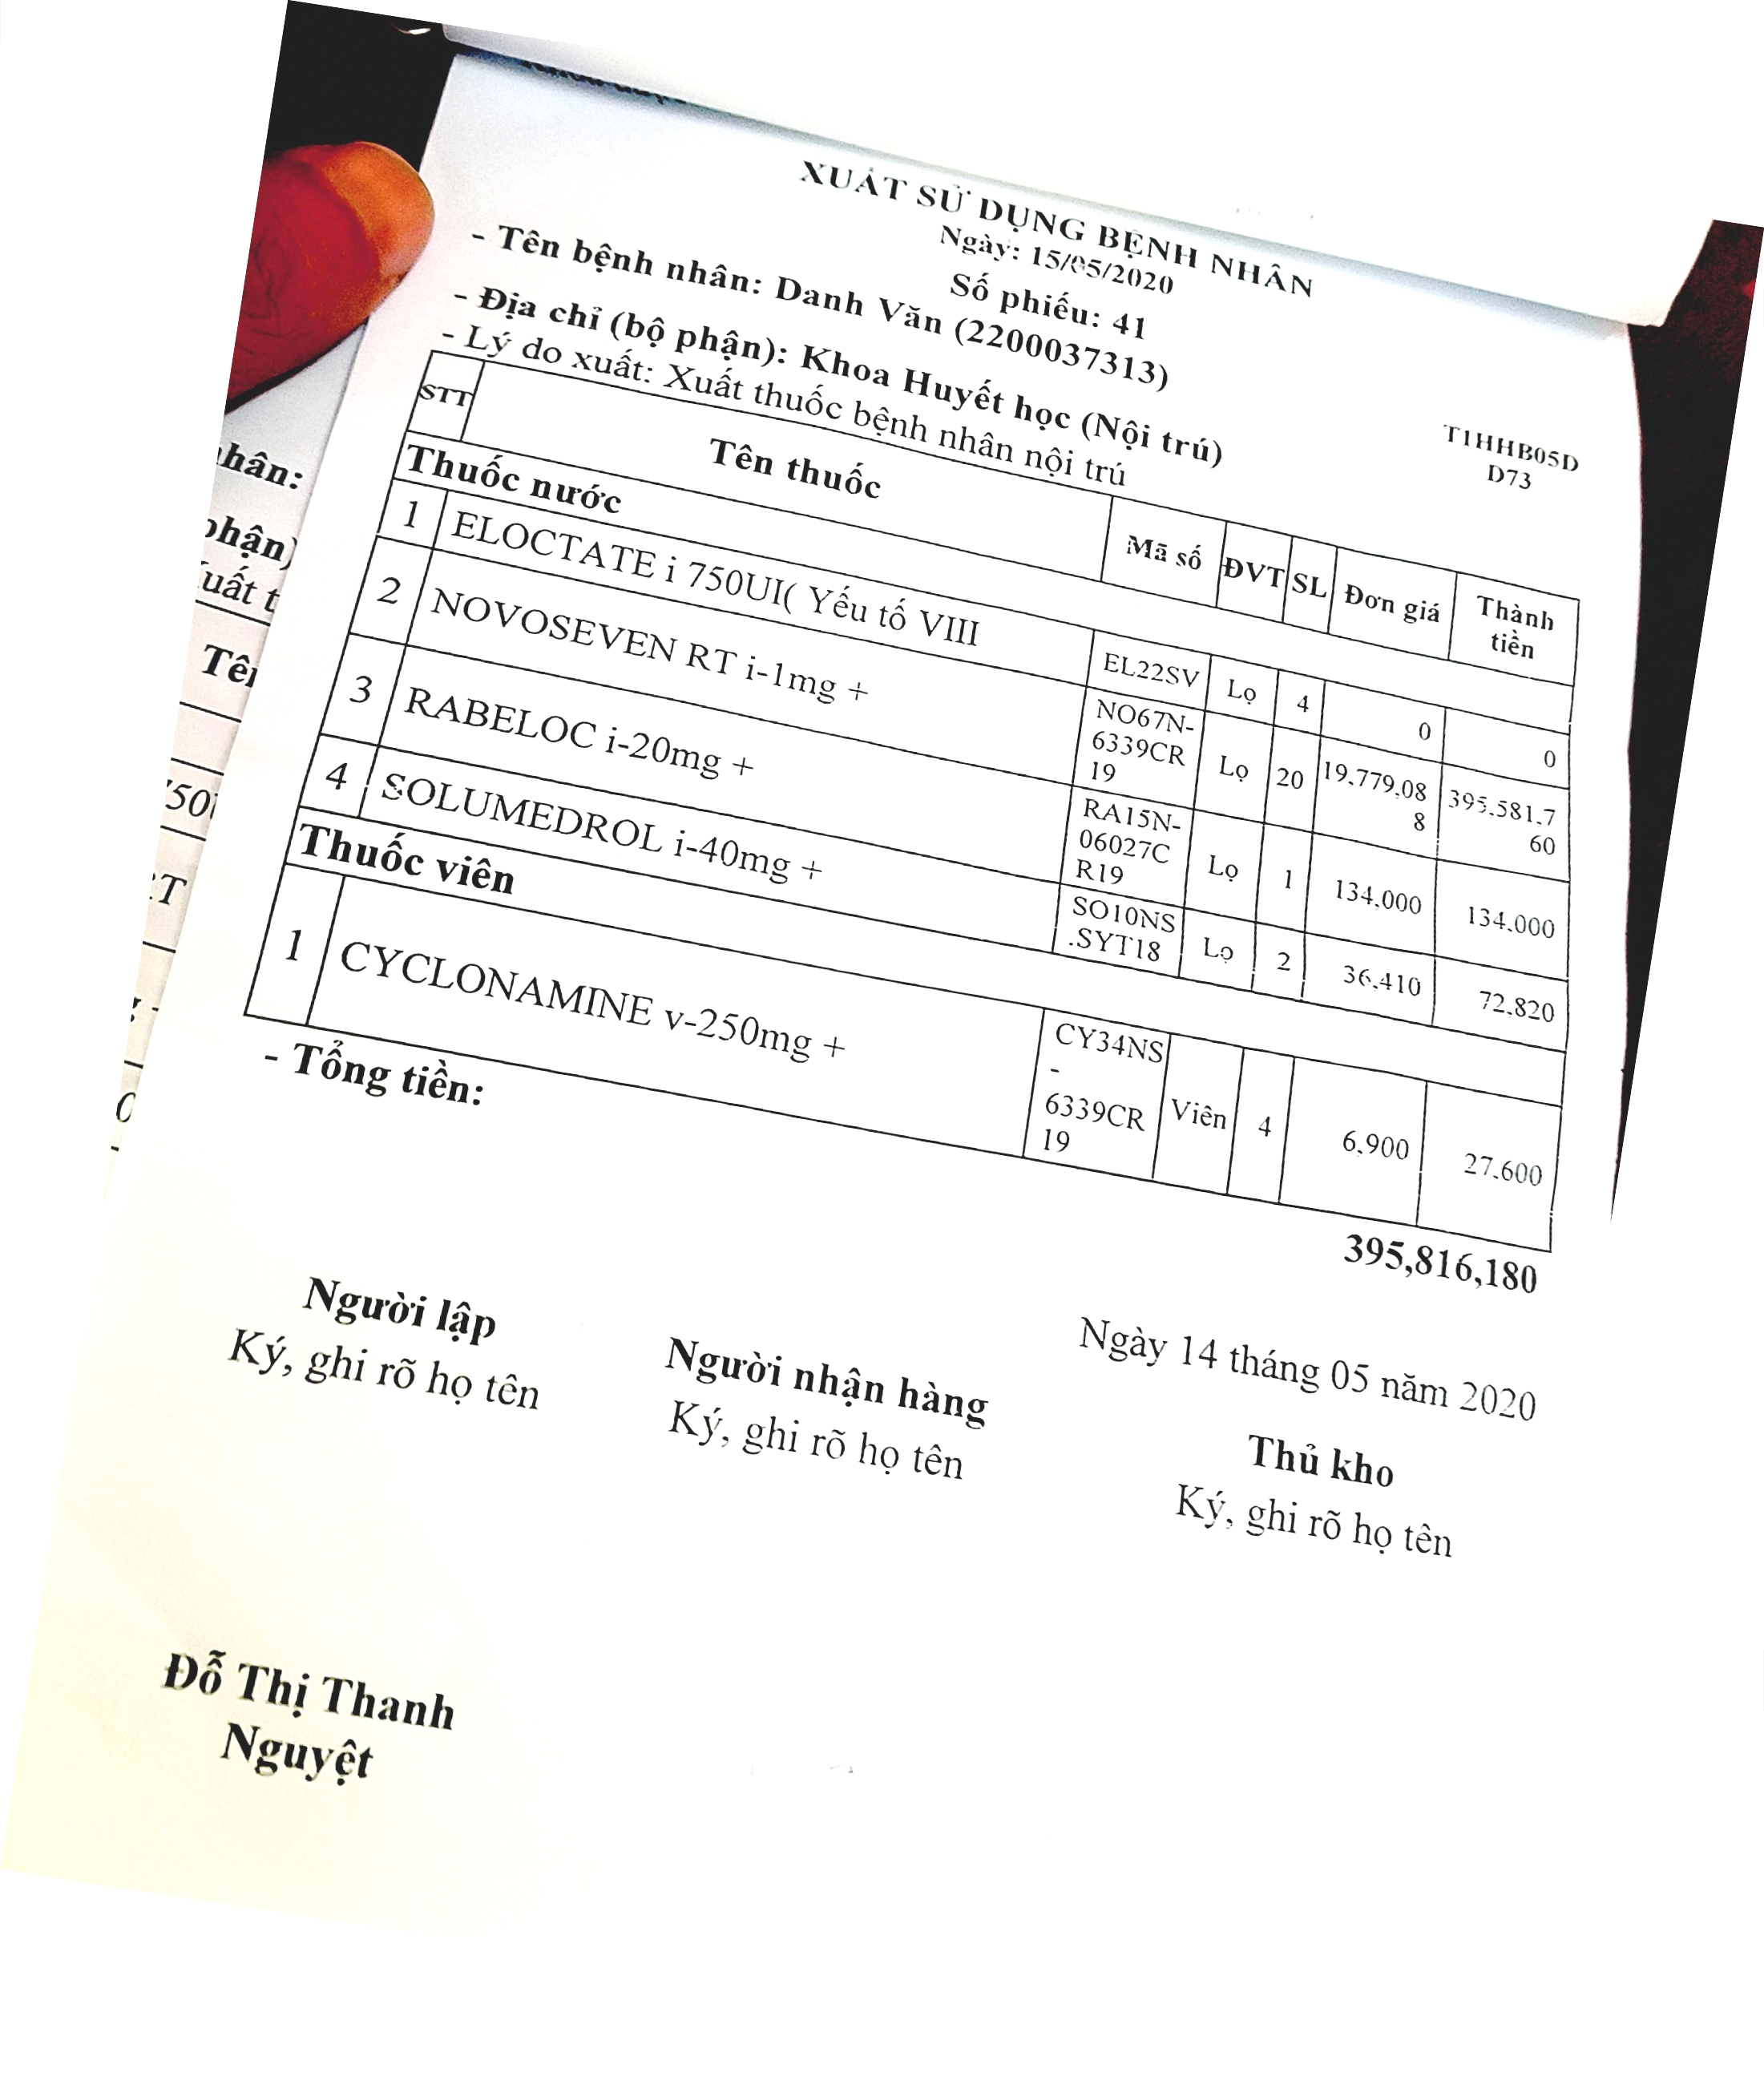 XUẤT SỬ DỤNG BỆNH NHÂN
Ngày: 15/05/2020
Số phiếu: 41
- Tên bệnh nhân: Danh Văn (2200037313)
- Địa chỉ (bộ phận): Khoa Huyết học (Nội trú)
- Lý do xuất: Xuất thuốc bệnh nhân nội trú
T1HHB05D
D73
STT Tên thuốc Mã số ĐVT SL Đơn giá Thành tiền
Thuốc nước
1 ELOCTATE i 750UI( Yếu tố VIII EL22SV Lọ 4 0 0
2 NOVOSEVEN RT i-1mg + NO67N-6339CR19 Lọ 20 19.779.088 395.581.760
3 RABELOC i-20mg + RA15N-06027CR19 Lọ 1 134.000 134.000
4 SOLUMEDROL i-40mg + SO10NS.SYT18 Lọ 2 36.410 72.820
Thuốc viên
1 CYCLONAMINE v-250mg + CY34NS-6339CR19 Viên 4 6.900 27.600
- Tổng tiền: 395,816,180
Ngày 14 tháng 05 năm 2020
Người lập Người nhận hàng Thủ kho
Ký, ghi rõ họ tên Ký, ghi rõ họ tên Ký, ghi rõ họ tên
Đỗ Thị Thanh
Nguyệt